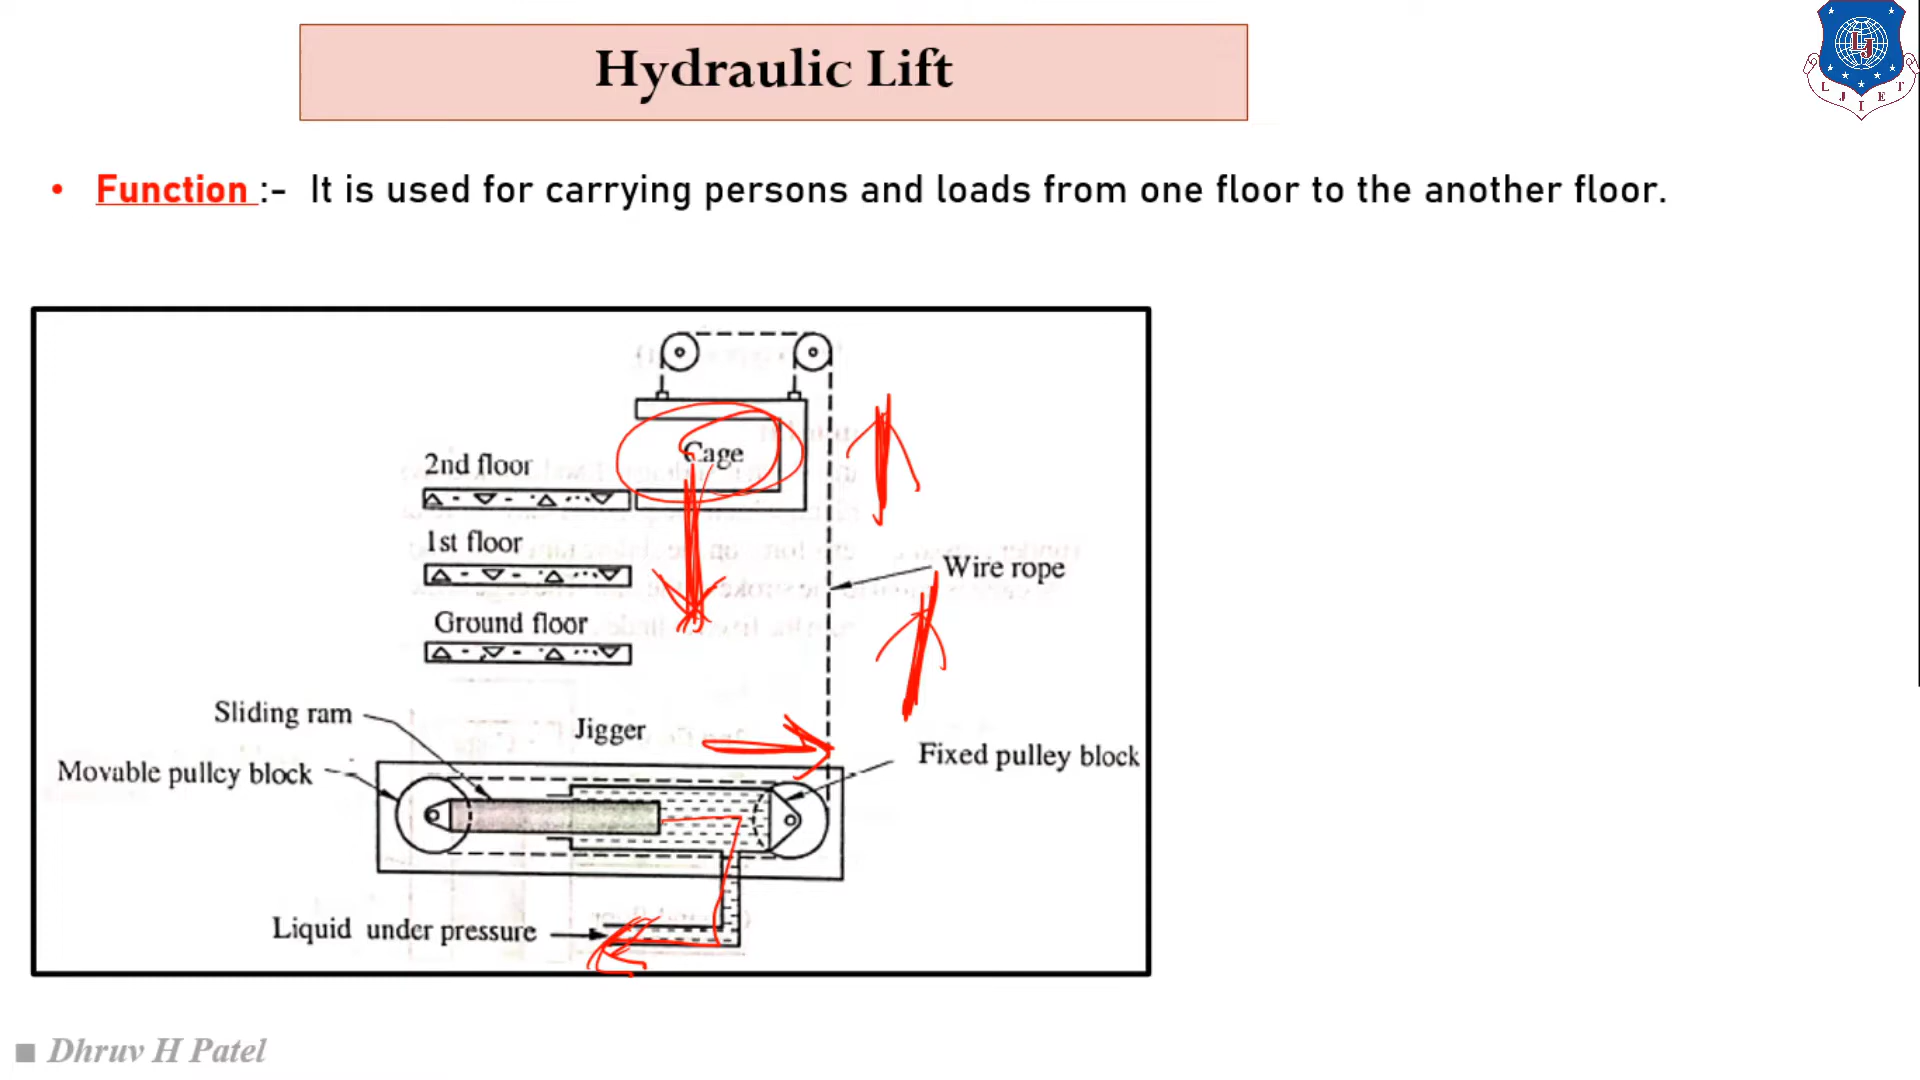 Hydraulic Lift
LJ
L J I E T
• Function :- It is used for carrying persons and loads from one floor to the another floor.
Cage
2nd floor
1st floor
Wire rope
Ground floor
Sliding ram
Jigger
Fixed pulley block
Movable pulley block
Liquid under pressure
Dhruv H Patel